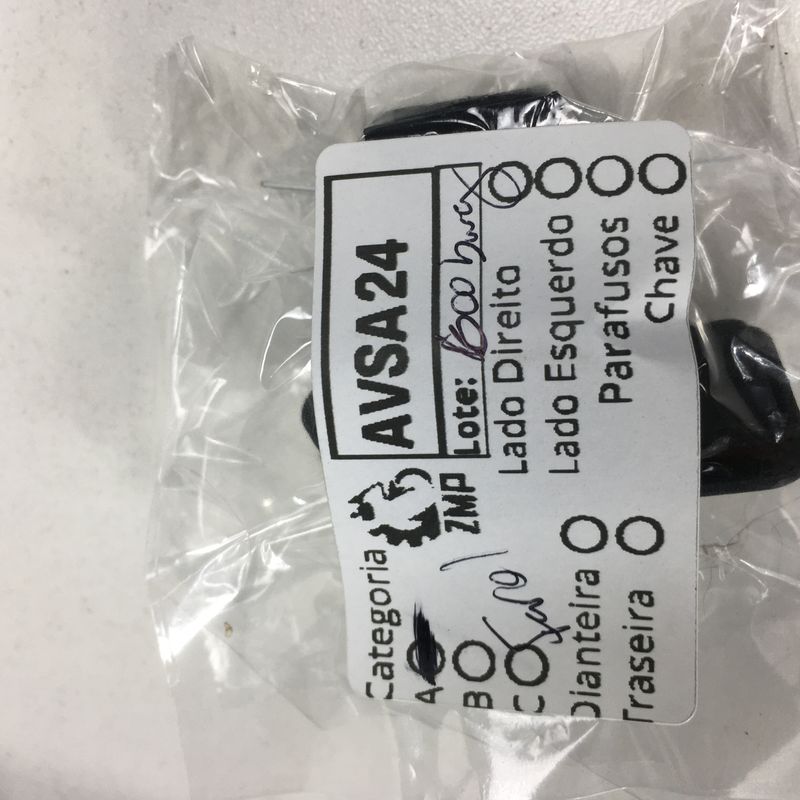 Categoria
A
B
C
Dianteira
Traseira
ZMP
AVSA24
Lote:
Lado Direito
Lado Esquerdo
Parafusos
Chave